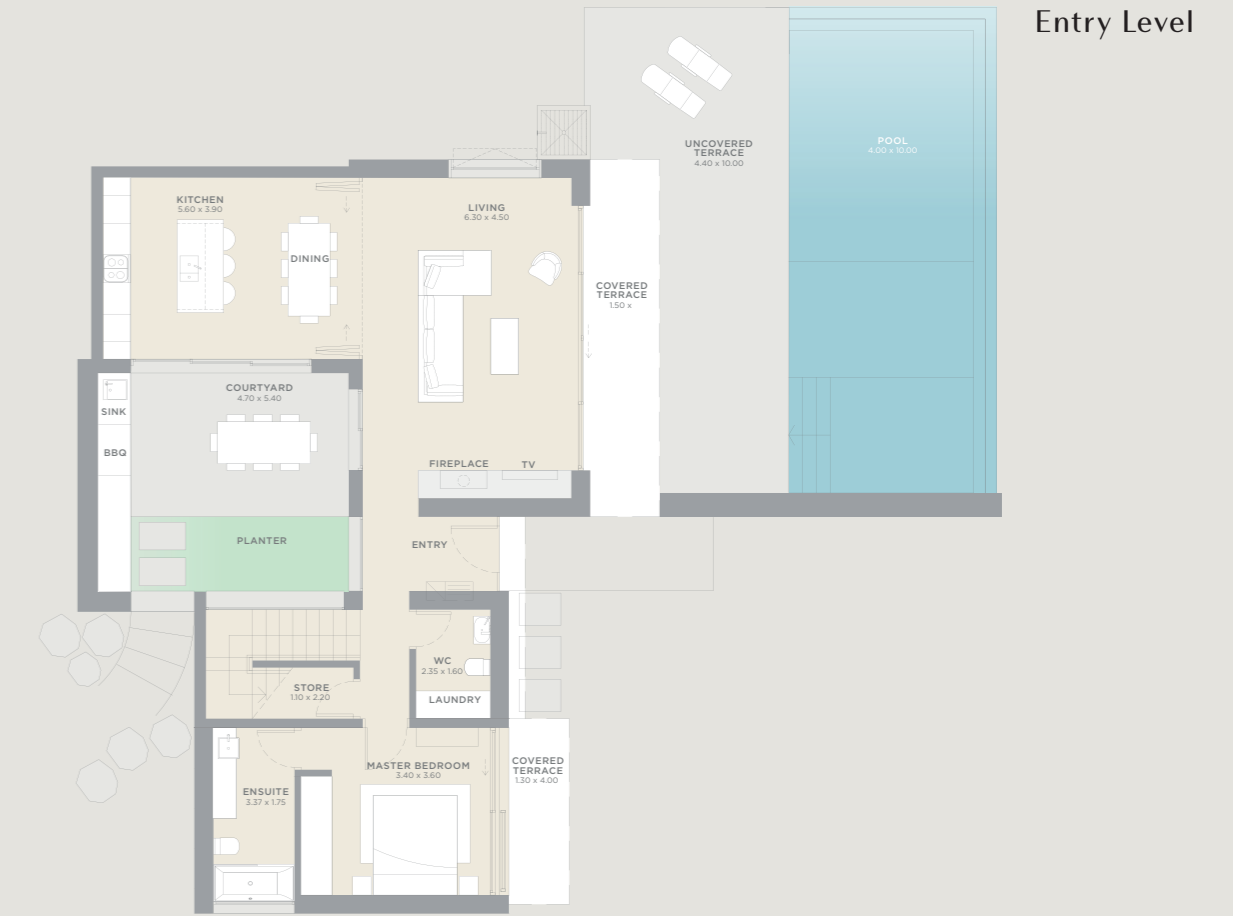 Entry Level
POOL
4.00 x 10.00
UNCOVERED
TERRACE
4.40 x 10.00
KITCHEN
5.60 x 3.90
LIVING
6.30 x 4.50
DINING
COVERED
TERRACE
1.50 x
COURTYARD
4.70 x 5.40
SINK
BBQ
FIREPLACE
TV
PLANTER
ENTRY
WC
2.35 x 1.60
STORE
1.10 x 2.20
LAUNDRY
MASTER BEDROOM
3.40 x 3.60
COVERED
TERRACE
1.30 x 4.00
ENSUITE
3.37 x 1.75